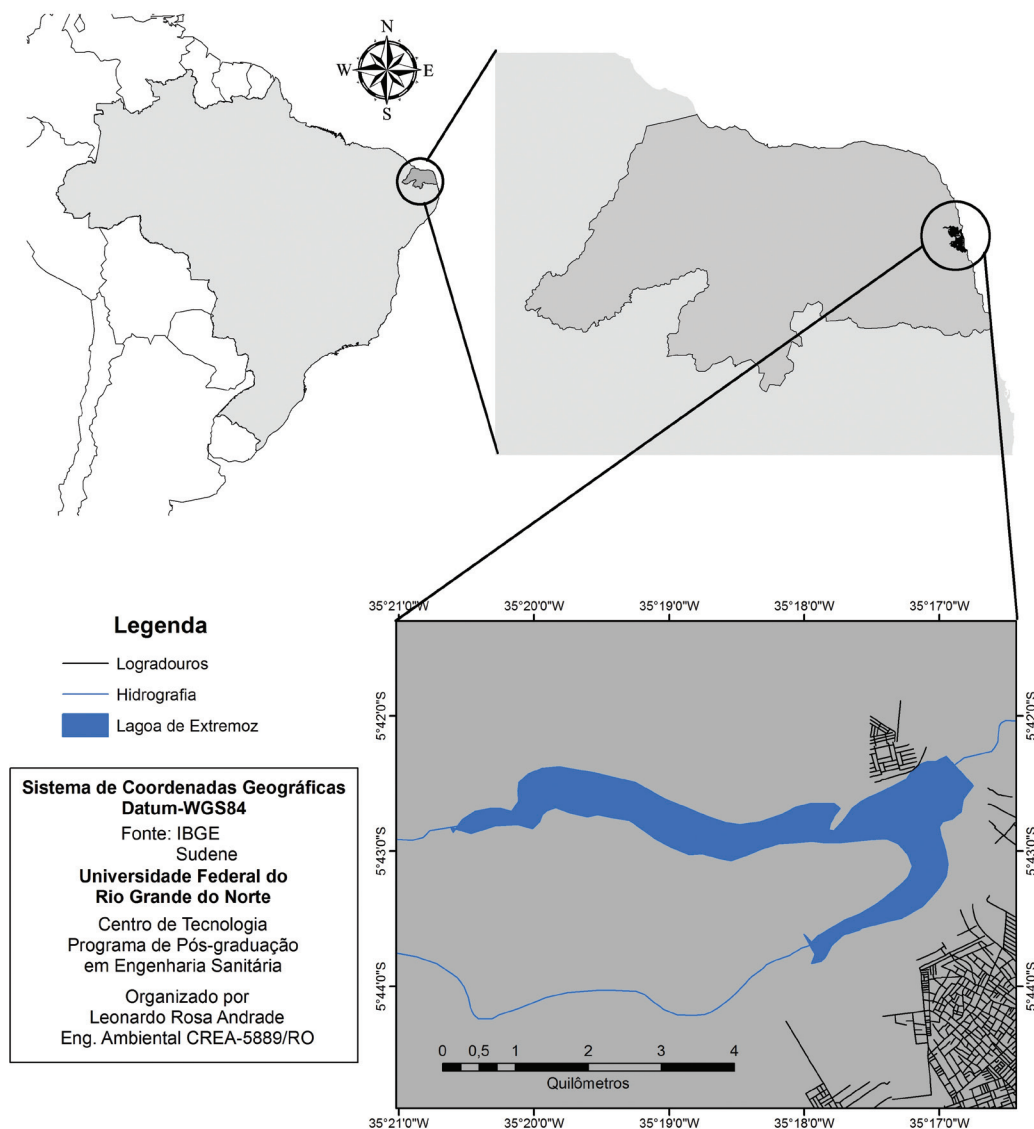 N
W
E
S
35°21'0"W
35°20'0"W
35°19'0"W
35°18'0"W
35°17'0"W
Legenda
Logradouros
Hidrografia
Lagoa de Extremoz
Sistema de Coordenadas Geográficas
Datum-WGS84
Fonte: IBGE
Sudene
Universidade Federal do
Rio Grande do Norte
Centro de Tecnologia
Programa de Pós-graduação
em Engenharia Sanitária
Organizado por
Leonardo Rosa Andrade
Eng. Ambiental CREA-5889/RO
5°42'0"S
5°43'0"S
5°44'0"S
5°42'0"S
5°43'0"S
5°44'0"S
0 0,5 1 2 3 4
Quilômetros
35°21'0"W
35°20'0"W
35°19'0"W
35°18'0"W
35°17'0"W